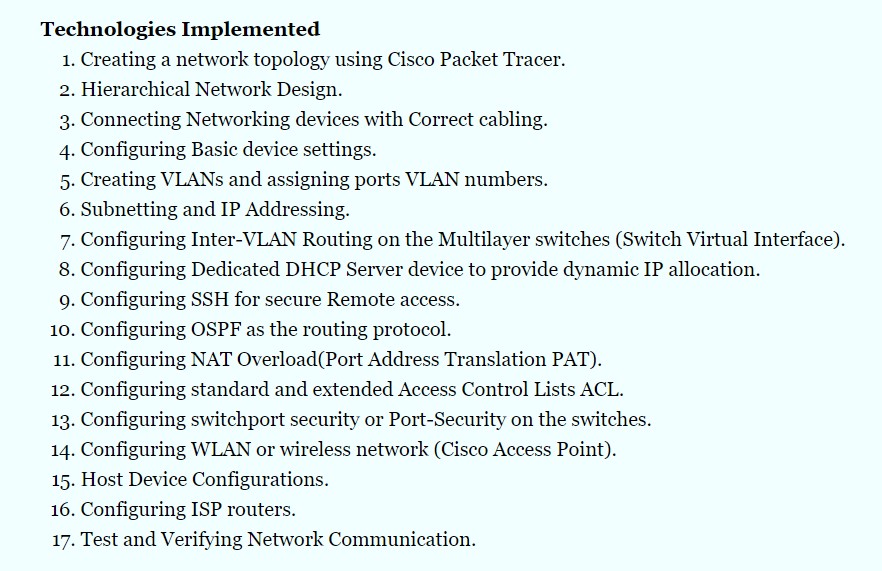 Technologies Implemented
1. Creating a network topology using Cisco Packet Tracer.
2. Hierarchical Network Design.
3. Connecting Networking devices with Correct cabling.
4. Configuring Basic device settings.
5. Creating VLANs and assigning ports VLAN numbers.
6. Subnetting and IP Addressing.
7. Configuring Inter-VLAN Routing on the Multilayer switches (Switch Virtual Interface).
8. Configuring Dedicated DHCP Server device to provide dynamic IP allocation.
9. Configuring SSH for secure Remote access.
10. Configuring OSPF as the routing protocol.
11. Configuring NAT Overload(Port Address Translation PAT).
12. Configuring standard and extended Access Control Lists ACL.
13. Configuring switchport security or Port-Security on the switches.
14. Configuring WLAN or wireless network (Cisco Access Point).
15. Host Device Configurations.
16. Configuring ISP routers.
17. Test and Verifying Network Communication.